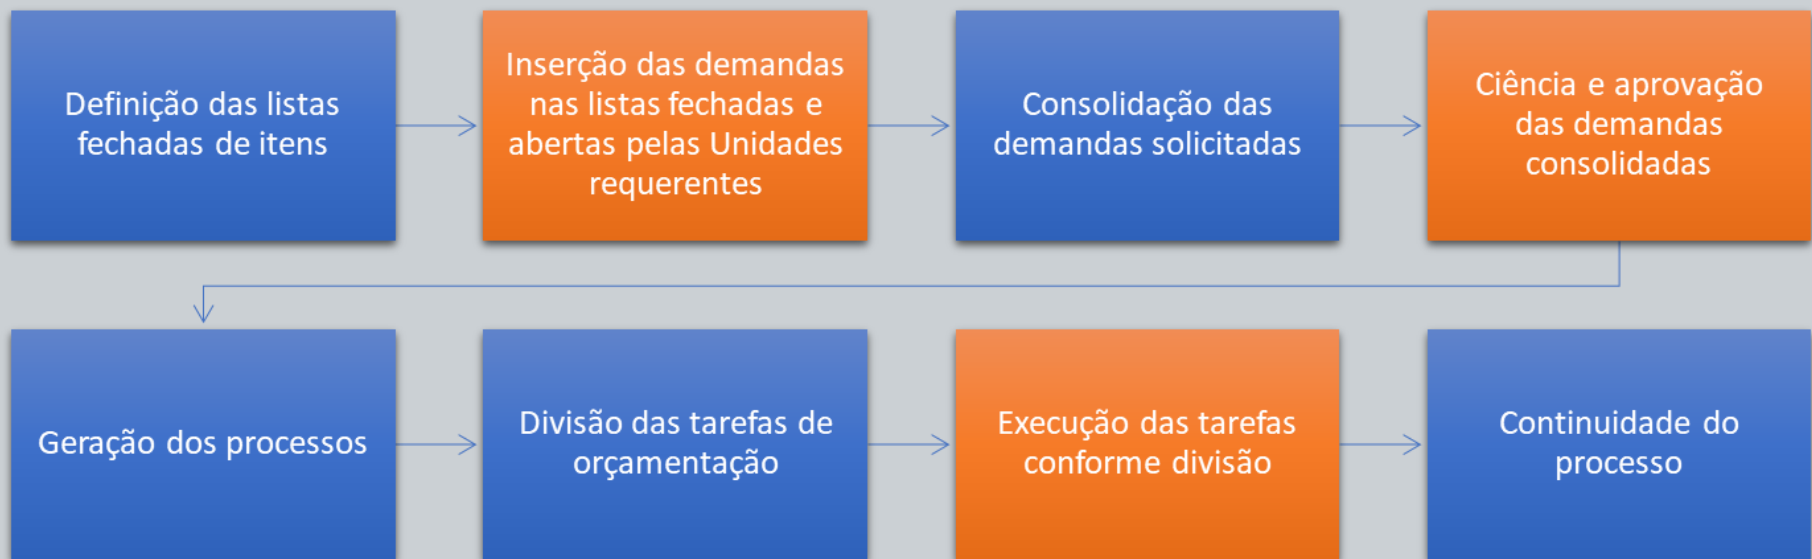 Definição das listas
fechadas de itens
Inserção das demandas
nas listas fechadas e
abertas pelas Unidades
requerentes
Consolidação das
demandas solicitadas
Ciência e aprovação
das demandas
consolidadas
Geração dos processos
Divisão das tarefas de
orçamentação
Execução das tarefas
conforme divisão
Continuidade do
processo